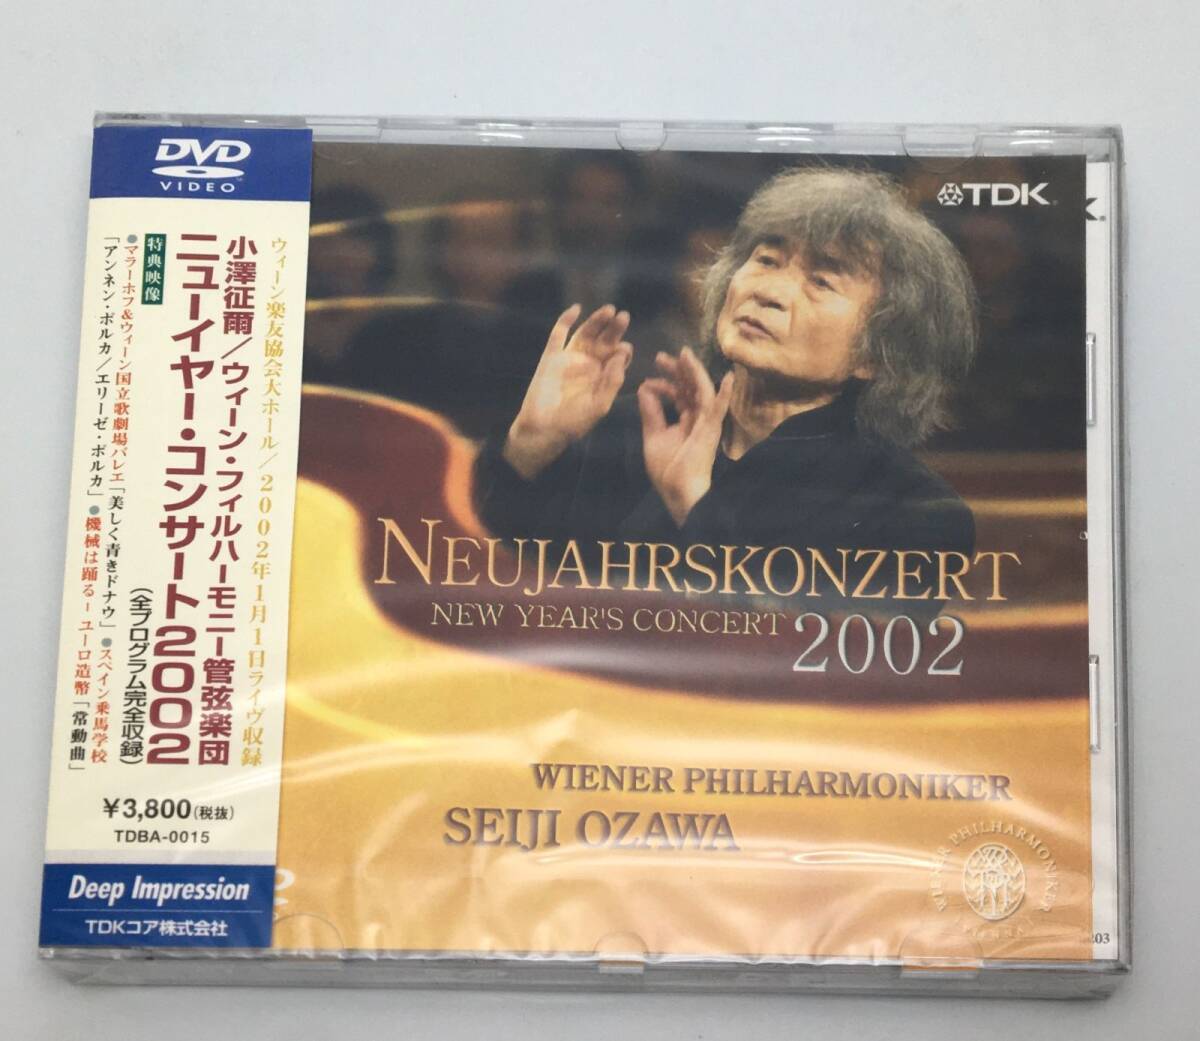 DVD
VIDEO
ウィーン楽友協会大ホール/2002年1月1日ライヴ収録
小澤征爾/ウィーン・フィルハーモニー管弦楽団
ニューイヤー・コンサート2002
(全プログラム完全収録)
特典映像
●マラーホフ&ウィーン国立歌劇場バレエ「美しく青きドナウ」●スペイン乗馬学校
「アンネン・ポルカ/エリーゼ・ポルカ」●機械は踊る−ユーロ造幣「常動曲」
¥3,800(税抜)
TDBA-0015
Deep Impression
TDKコア株式会社
TDK
NEUJAHRSKONZERT
NEW YEAR'S CONCERT 2002
WIENER PHILHARMONIKER
SEIJI OZAWA
WIENER PHILHARMONIKER
203